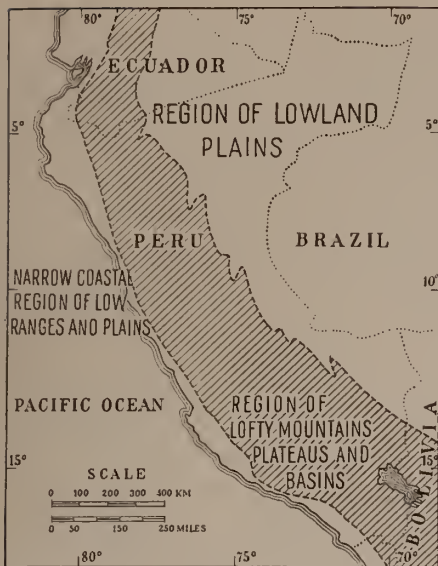 80°
75°
70°
ECUADOR
REGION OF LOWLAND
PLAINS
5°
5°
PERU
BRAZIL
NARROW COASTAL
REGION OF LOW
RANGES AND PLAINS
10°
PACIFIC OCEAN
REGION OF
LOFTY MOUNTAINS
PLATEAUS AND
BASINS
BOLIVIA
15°
15°
SCALE
0 100 200 300 400 KM
0 50 150 250 MILES
80°
75°
70°